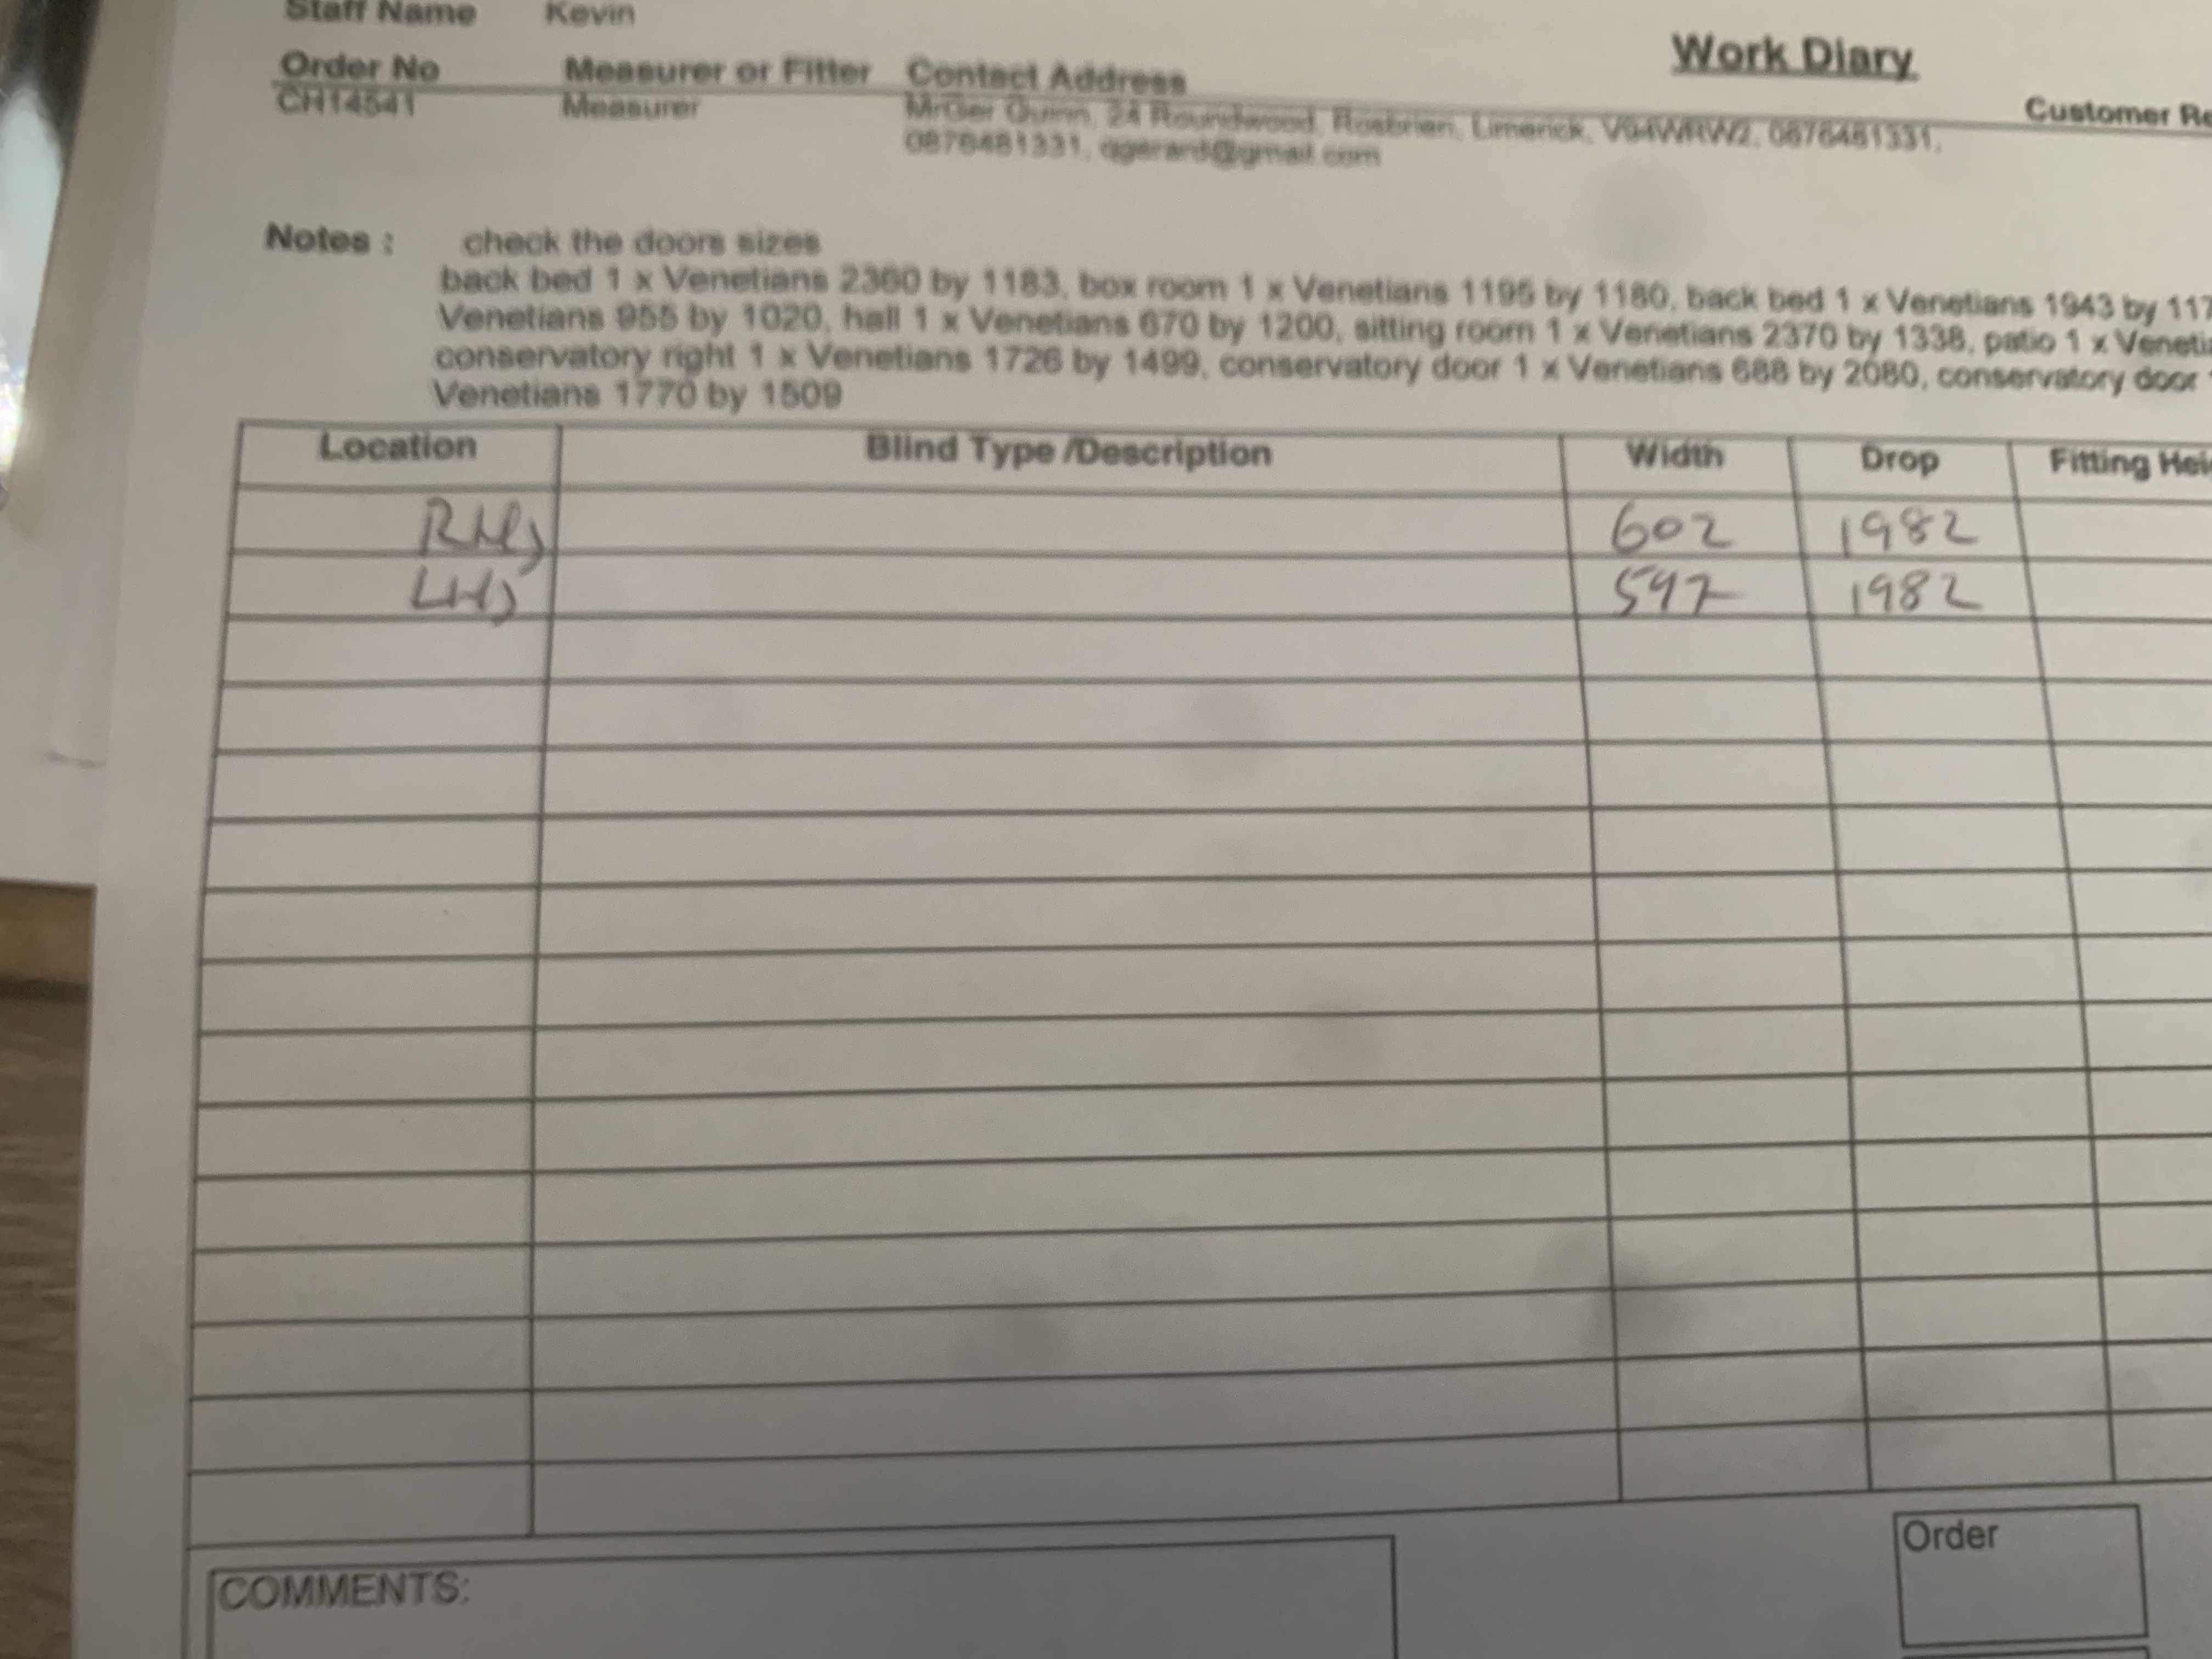 Staff Name Kevin
Work Diary
Order No Measurer or Fitter Contact Address Customer Re
CH14541 Measurer Mr Ger Quinn, 24 Roundwood, Rosbrien, Limerick, V94WRW2, 0876481331,
0876481331, qgerard@gmail.com
Notes : check the doors sizes
back bed 1 x Venetians 2360 by 1183, box room 1 x Venetians 1195 by 1180, back bed 1 x Venetians 1943 by 117
Venetians 955 by 1020, hall 1 x Venetians 670 by 1200, sitting room 1 x Venetians 2370 by 1338, patio 1 x Veneti
conservatory right 1 x Venetians 1726 by 1499, conservatory door 1 x Venetians 688 by 2080, conservatory door
Venetians 1770 by 1509
Location Blind Type /Description Width Drop Fitting Hei
RHS 602 1982
LHS 597 1982
Order
COMMENTS: